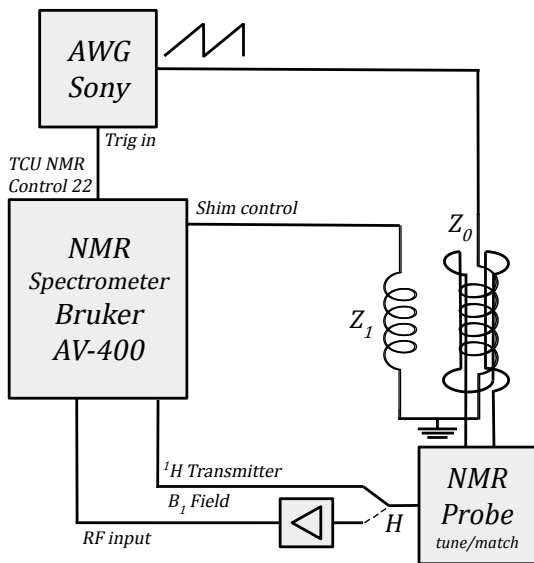 AWG
Sony
Trig in
TCU NMR
Control 22
Shim control
Z0
NMR
Spectrometer
Bruker
AV-400
Z1
1H Transmitter
B1 Field
RF input
H
NMR
Probe
tune/match